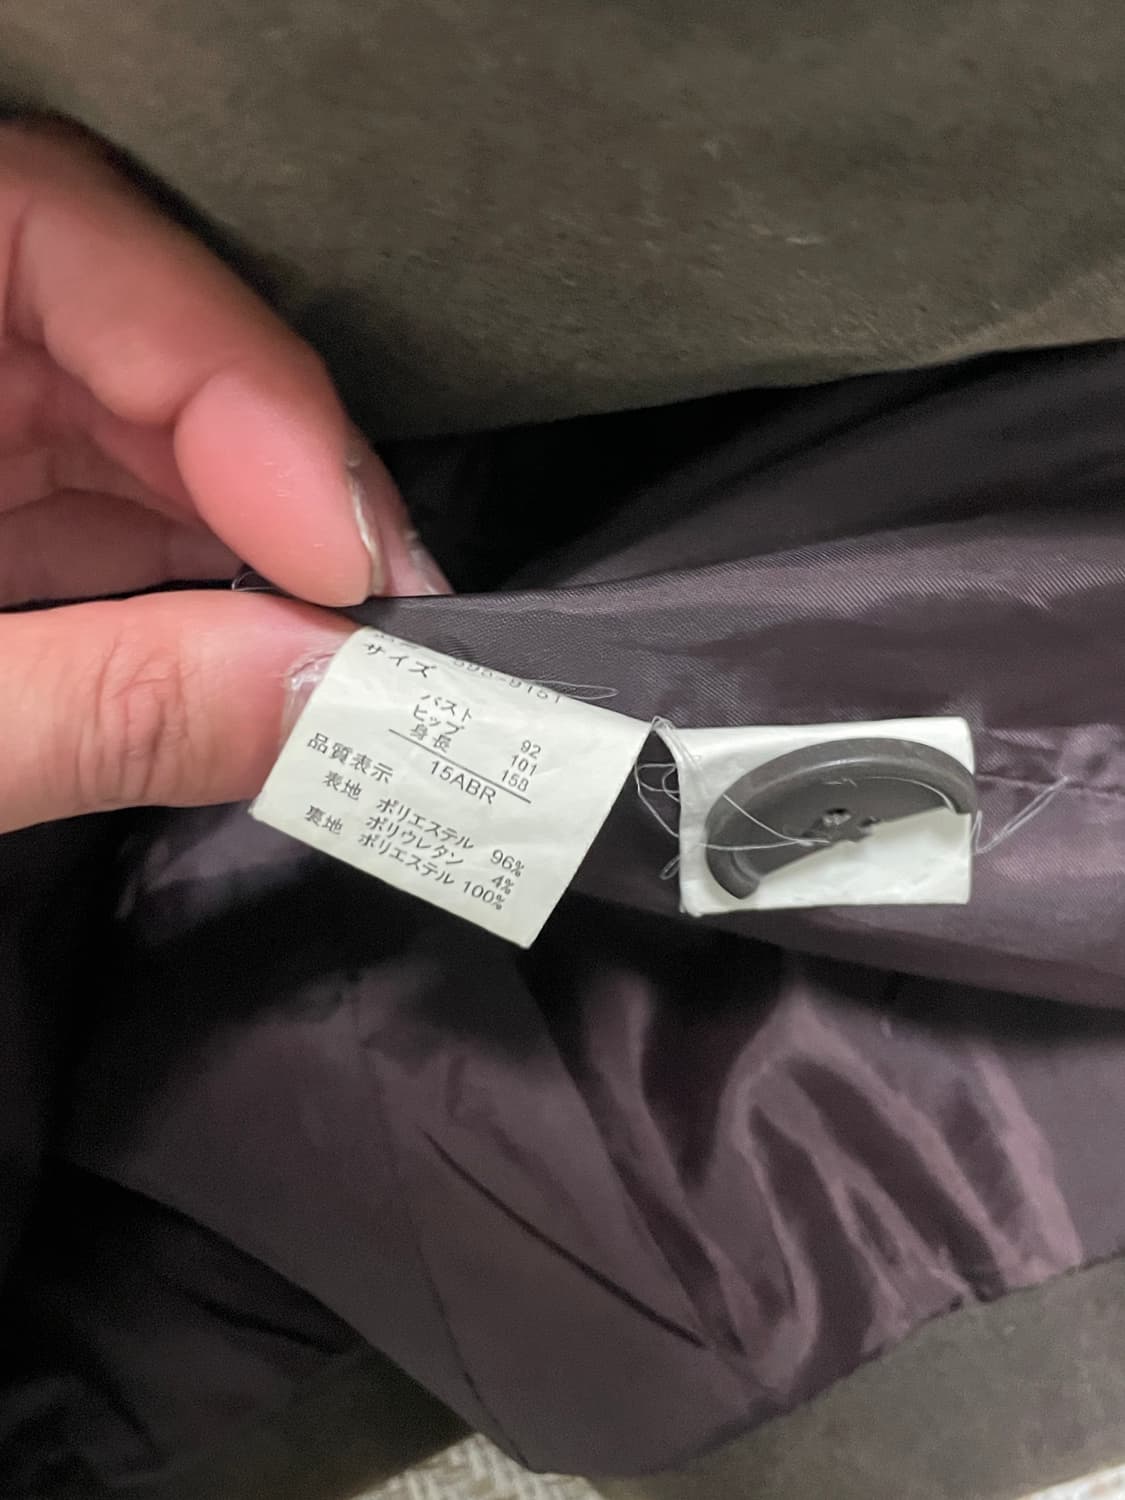 サイズ
バスト 92
ヒップ 101
身長 158
15ABR
品質表示
表地 ポリエステル 96%
ポリウレタン 4%
裏地 ポリエステル 100%